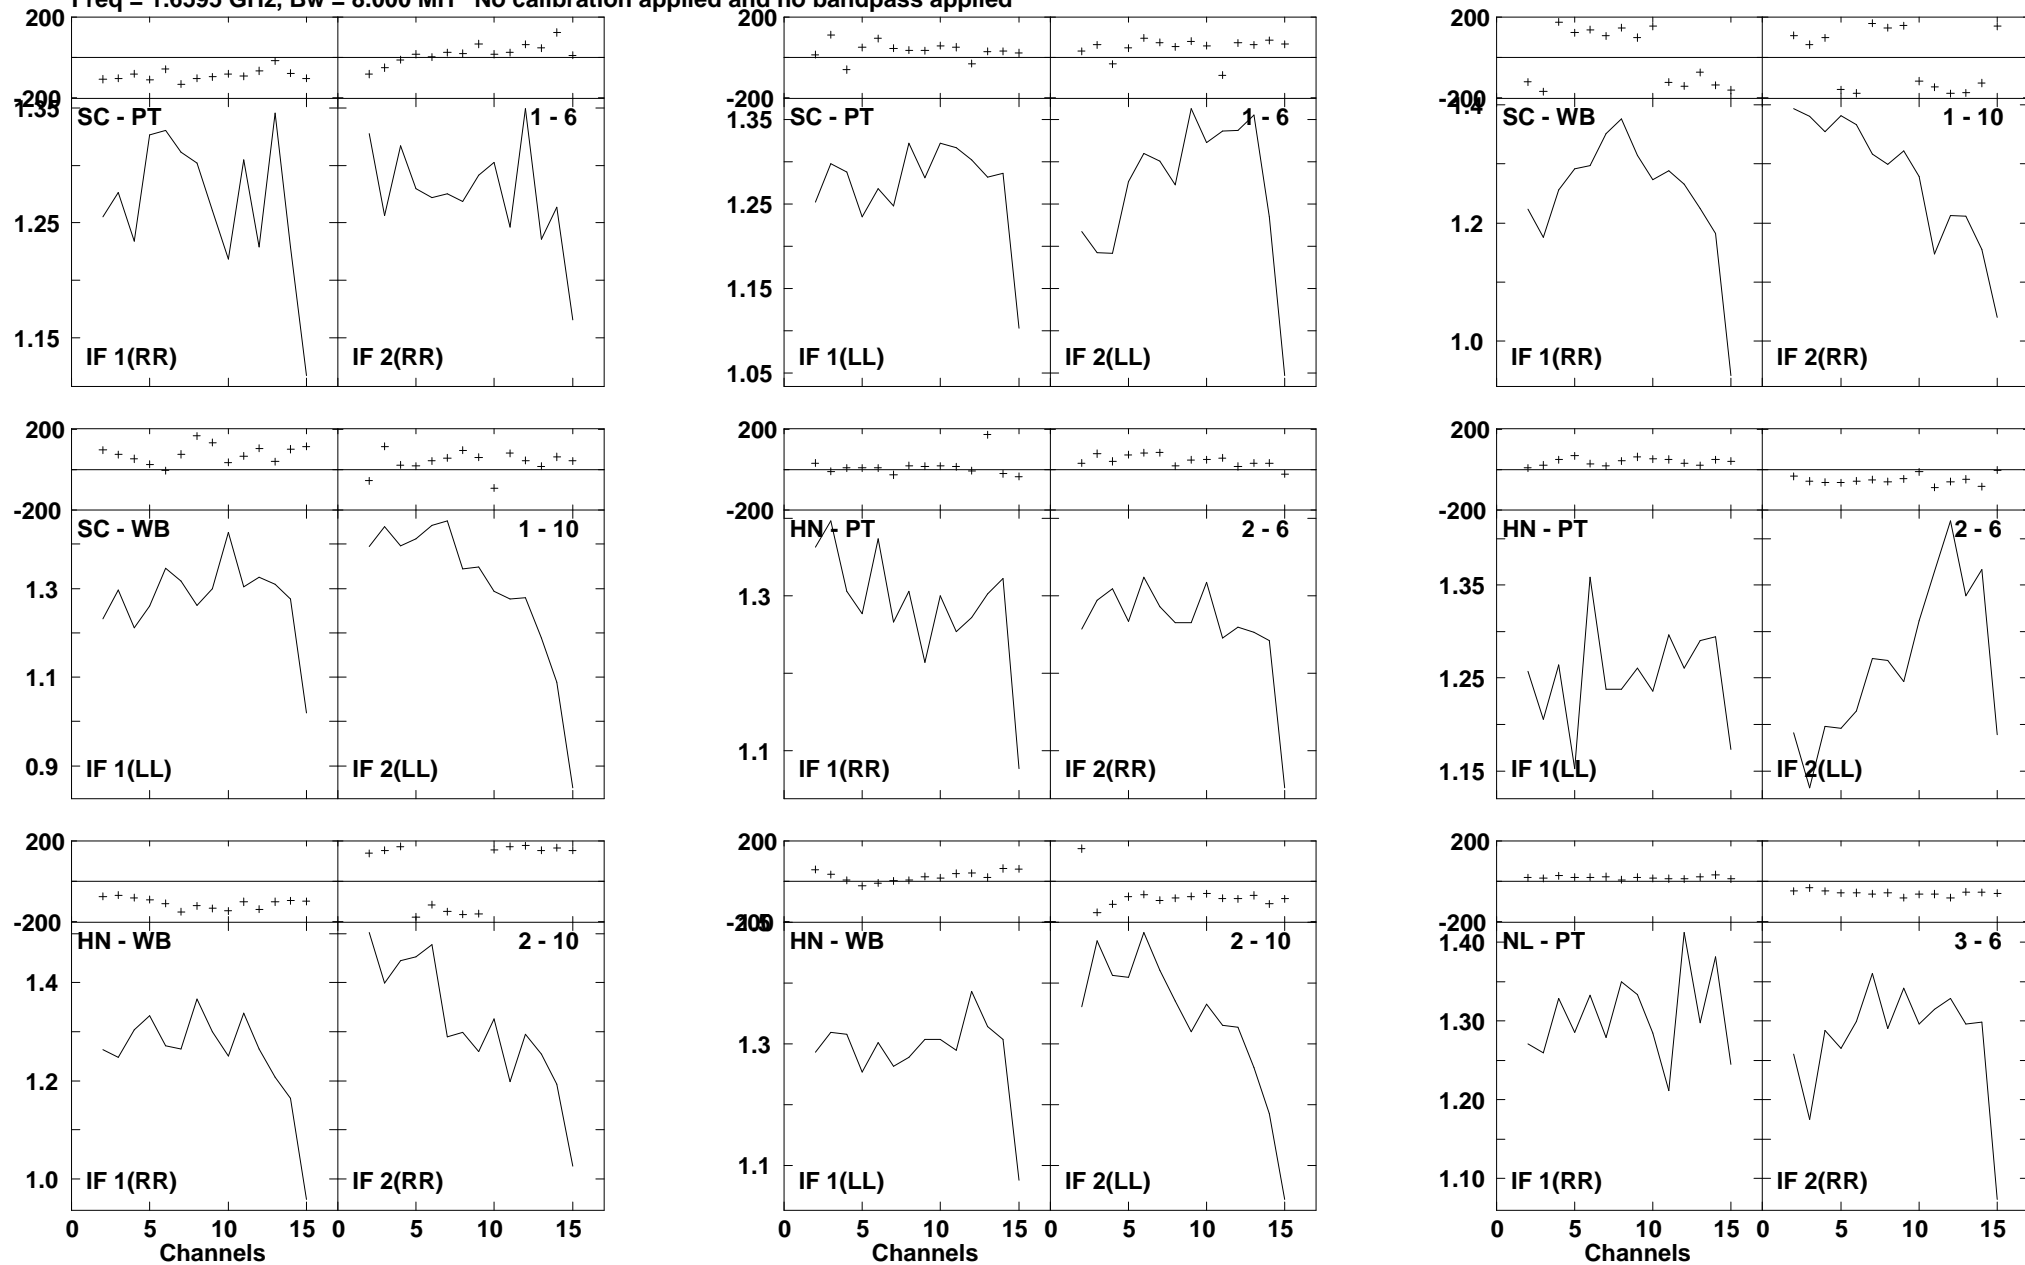 Freq = 1.6595 GHz, Bw = 8.000 MH No calibration applied and no bandpass applied
200 200 200
-200 -200 -200
1.35 1.35 1.4
SC - PT 1 - 6 SC - PT 1 - 6 SC - WB 1 - 10
1.25 1.25 1.2
1.15 1.15 1.0
IF 1(RR) IF 2(RR) IF 1(LL) IF 2(LL) IF 1(RR) IF 2(RR)
1.05
200 200 200
-200 -200 -200
SC - WB 1 - 10 HN - PT 2 - 6 HN - PT 2 - 6
1.3 1.3 1.35
1.25
1.1 1.1 1.15
0.9 IF 1(LL) IF 2(LL) IF 1(RR) IF 2(RR) IF 1(LL) IF 2(LL)
200 200 200
-200 -200 -200
1.5
HN - WB 2 - 10 HN - WB 2 - 10 NL - PT 3 - 6
1.4 1.3 1.40
1.30
1.2 1.1 1.20
1.0 IF 1(RR) IF 2(RR) IF 1(LL) IF 2(LL) 1.10 IF 1(RR) IF 2(RR)
0 5 10 15 0 5 10 15 0 5 10 15 0 5 10 15 0 5 10 15 0 5 10 15
Channels Channels Channels